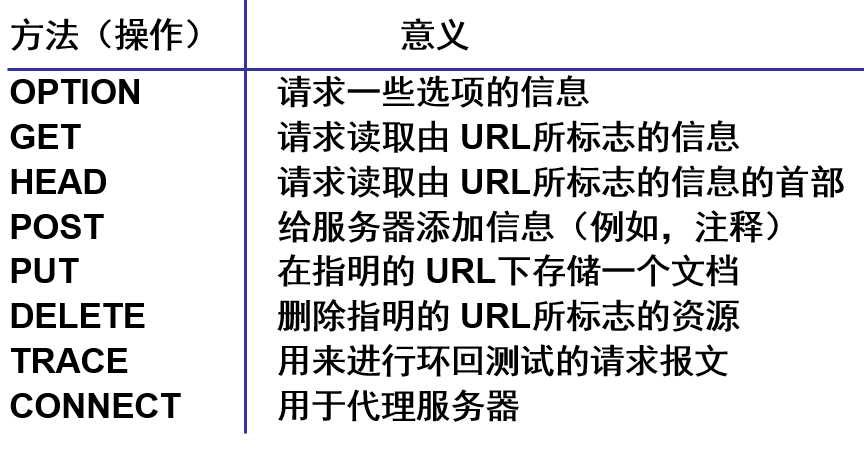 方法（操作） 意义
OPTION 请求一些选项的信息
GET 请求读取由 URL所标志的信息
HEAD 请求读取由 URL所标志的信息的首部
POST 给服务器添加信息（例如，注释）
PUT 在指明的 URL下存储一个文档
DELETE 删除指明的 URL所标志的资源
TRACE 用来进行环回测试的请求报文
CONNECT 用于代理服务器